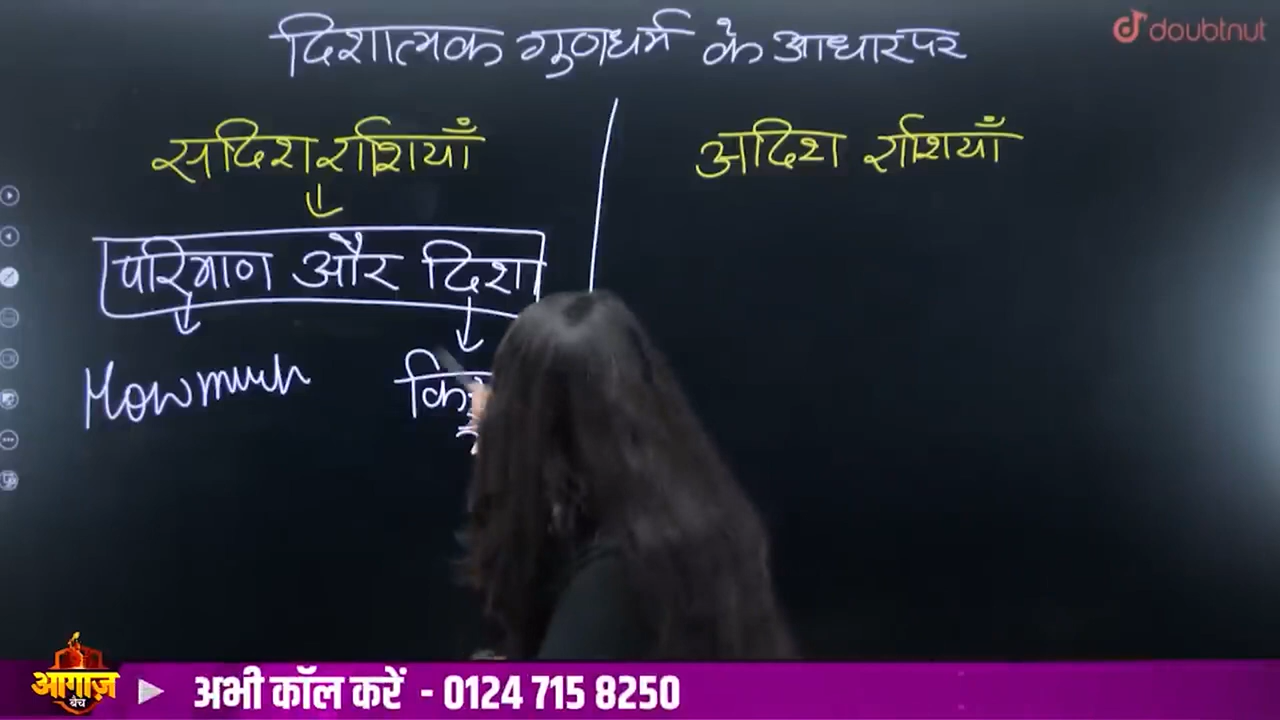 doubtnut
दिशात्मक गुणधर्म के आधार पर
सदिश राशियाँ
अदिश राशियाँ
परिमाण और दिशा
How much
आगाज़
बैच
अभी कॉल करें - 0124 715 8250